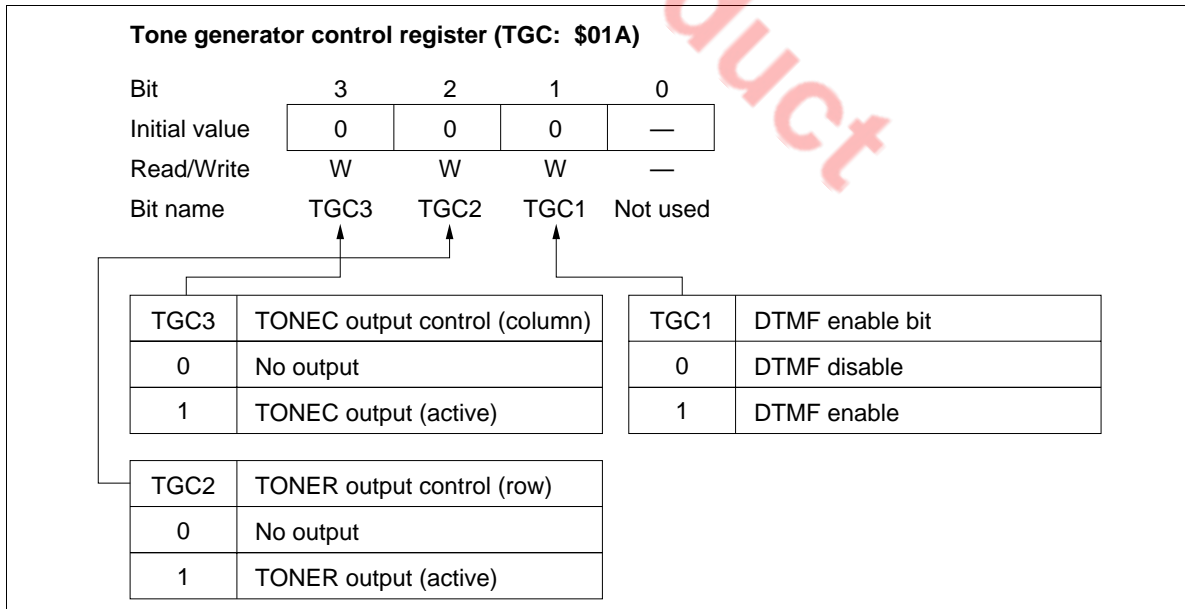 Tone generator control register (TGC: $01A)
Bit 3 2 1 0
Initial value 0 0 0 —
Read/Write W W W —
Bit name TGC3 TGC2 TGC1 Not used
TGC3 TONEC output control (column)
0 No output
1 TONEC output (active)
TGC1 DTMF enable bit
0 DTMF disable
1 DTMF enable
TGC2 TONER output control (row)
0 No output
1 TONER output (active)